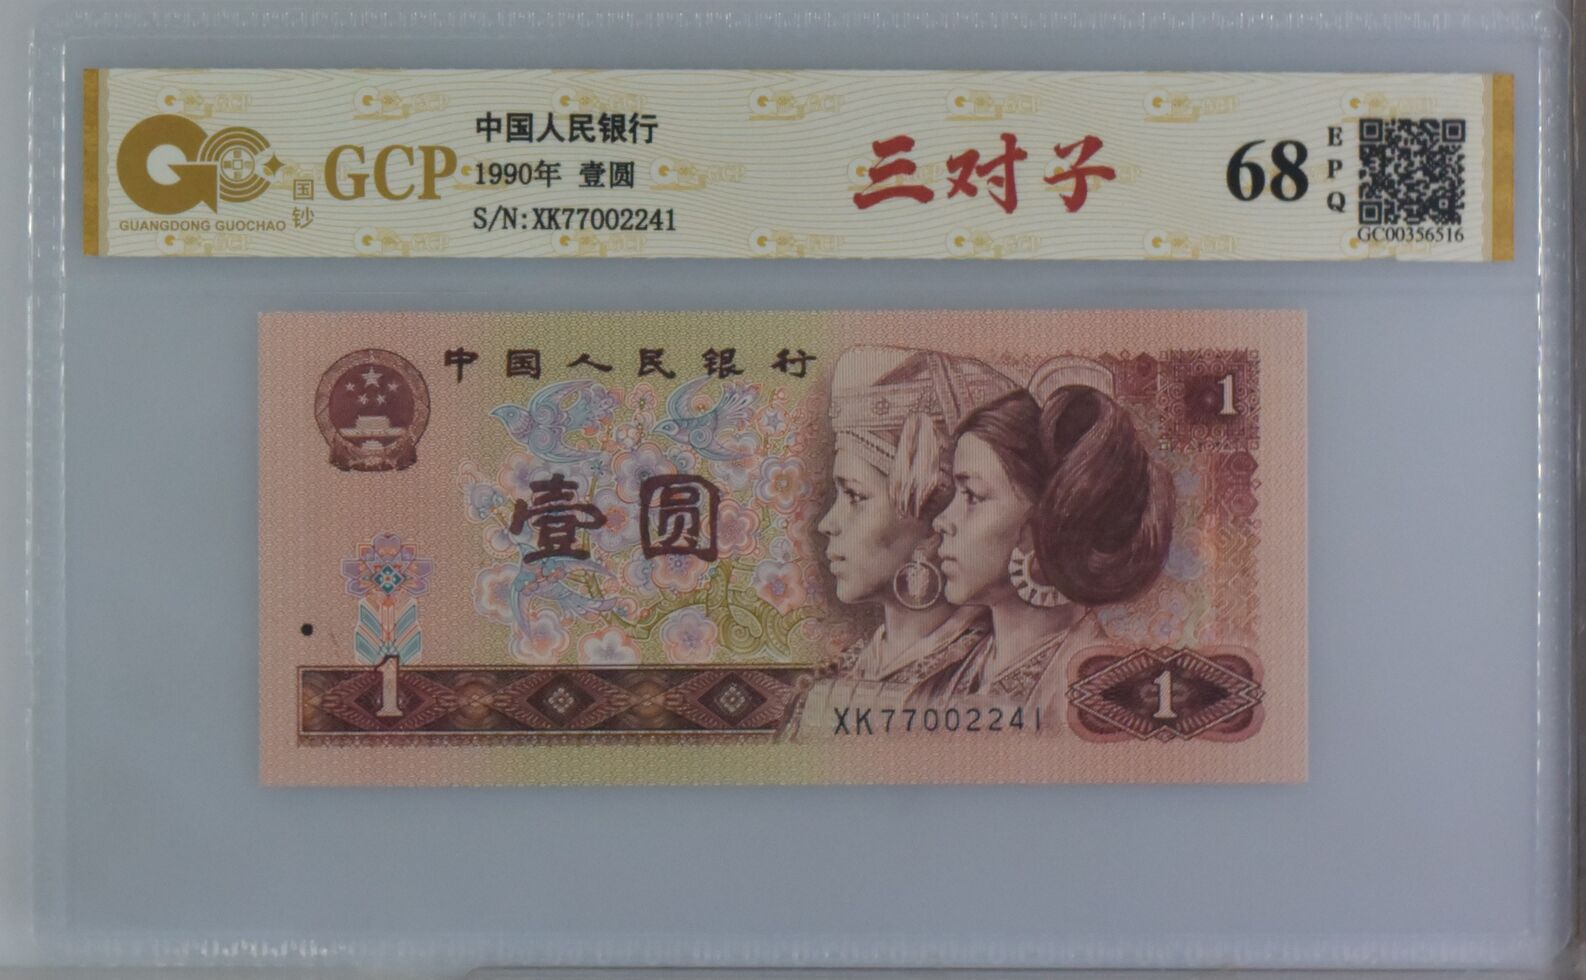 GCP
GUANGDONG GUOCHAO
国钞
中国人民银行
1990年 壹圆
S/N:XK77002241
三对子
68
EPQ
GC00356516
中国人民银行
1
壹圆
1
XK77002241
1